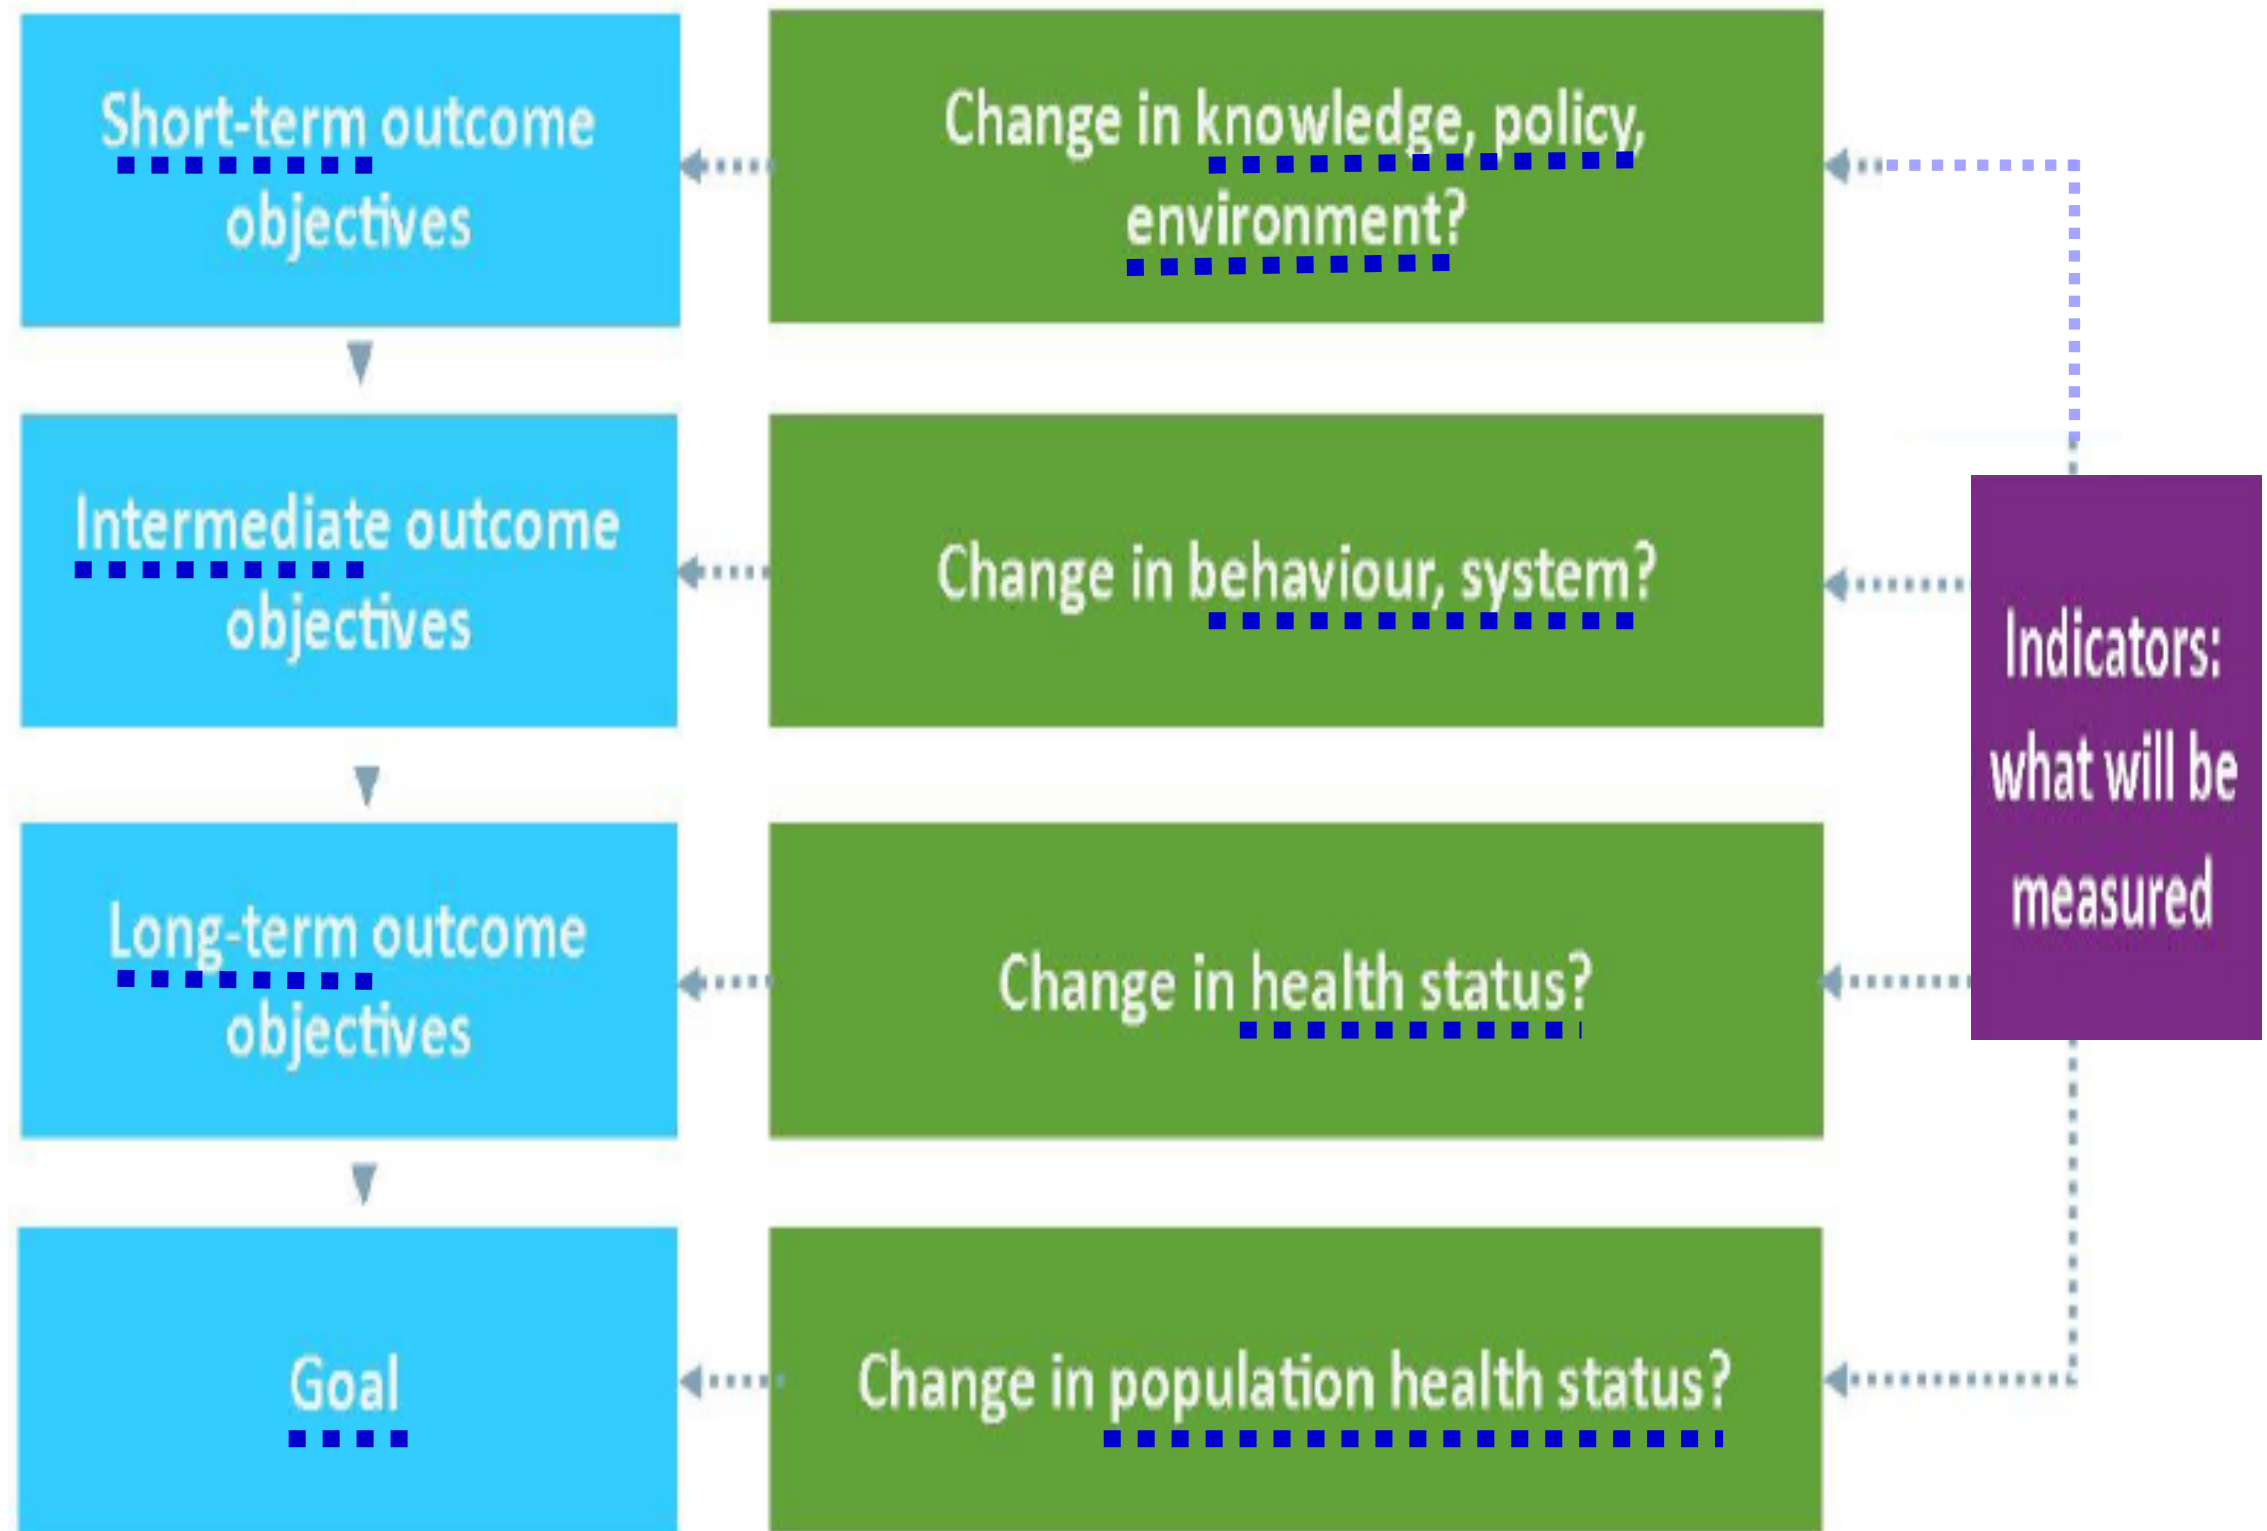 Short-term outcome
objectives
Change in knowledge, policy,
environment?
Intermediate outcome
objectives
Change in behaviour, system?
Long-term outcome
objectives
Change in health status?
Goal
Change in population health status?
Indicators:
what will be
measured